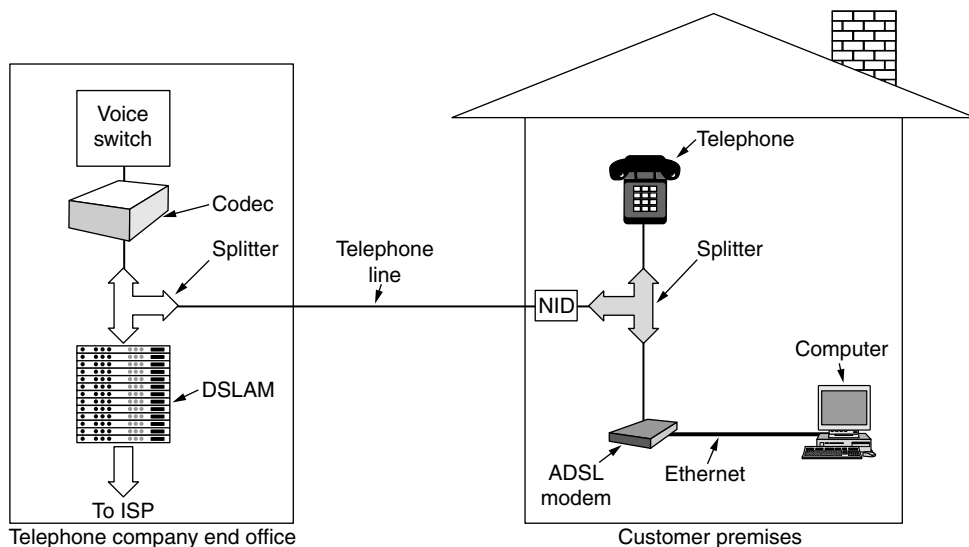 Voice
switch
Codec
Splitter
DSLAM
To ISP
Telephone company end office
Telephone
line
NID
Telephone
Splitter
Computer
ADSL
modem
Ethernet
Customer premises